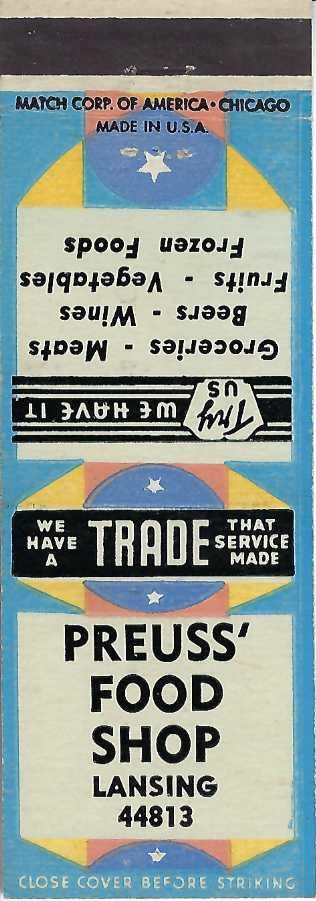 MATCH CORP. OF AMERICA • CHICAGO
MADE IN U.S.A.
Try US WE HAVE IT
Groceries - Meats
Beers - Wines
Fruits - Vegetables
Frozen Foods
WE HAVE A TRADE THAT SERVICE MADE
PREUSS'
FOOD
SHOP
LANSING
44813
CLOSE COVER BEFORE STRIKING